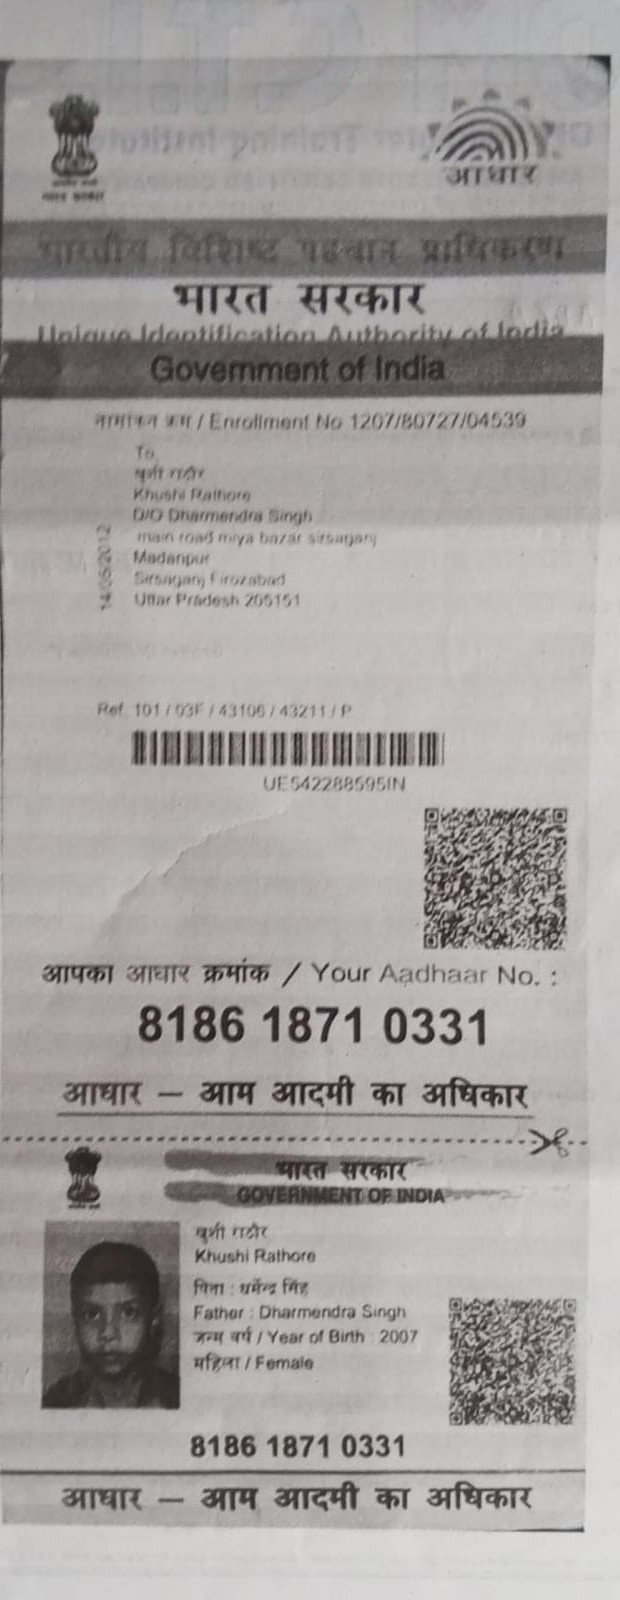 भारत सरकार
आधार
भारतीय विशिष्ट पहचान प्राधिकरण
भारत सरकार
Unique Identification Authority of India
Government of India
नामांकन क्रम / Enrollment No 1207/80727/04539
To,
खुशी राठौर
Khushi Rathore
D/O Dharmendra Singh
main road miya bazar sirsaganj
Madanpur
Sirsaganj Firozabad
Uttar Pradesh 205151
14/05/2012
Ref: 101 / 03F / 43106 / 43211 / P
UE542288595IN
आपका आधार क्रमांक / Your Aadhaar No. :
8186 1871 0331
आधार — आम आदमी का अधिकार
भारत सरकार
GOVERNMENT OF INDIA
खुशी राठौर
Khushi Rathore
पिता : धर्मेन्द्र सिंह
Father : Dharmendra Singh
जन्म वर्ष / Year of Birth : 2007
महिला / Female
8186 1871 0331
आधार — आम आदमी का अधिकार